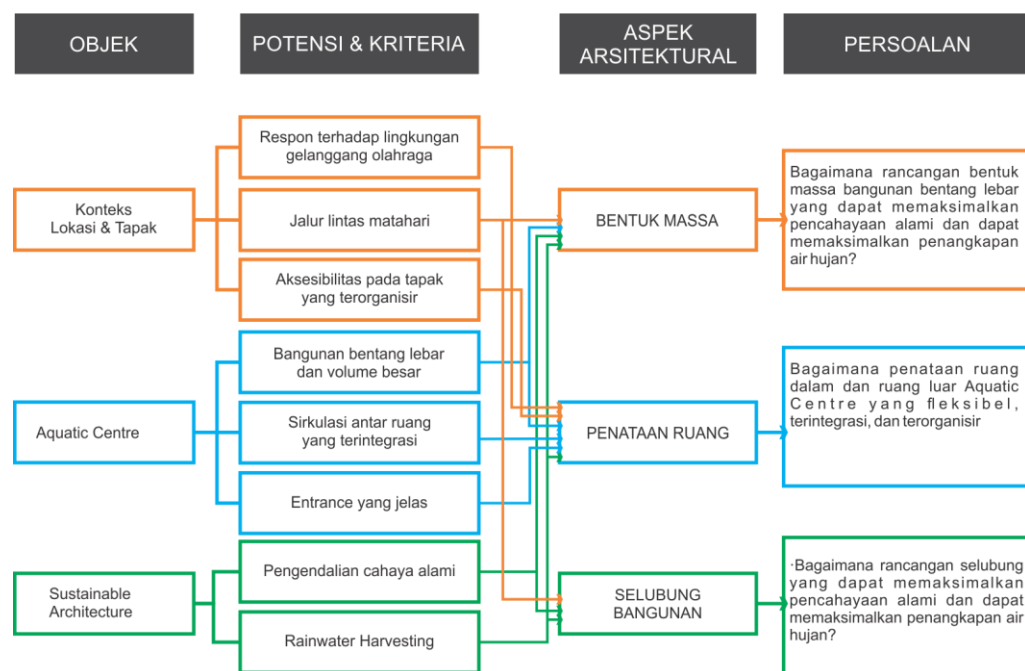 OBJEK
POTENSI & KRITERIA
ASPEK
ARSITEKTURAL
PERSOALAN
Konteks
Lokasi & Tapak
Respon terhadap lingkungan
gelanggang olahraga
Jalur lintas matahari
Aksesibilitas pada tapak
yang terorganisir
BENTUK MASSA
Bagaimana rancangan bentuk
massa bangunan bentang lebar
yang dapat memaksimalkan
pencahayaan alami dan dapat
memaksimalkan penangkapan
air hujan?
Aquatic Centre
Bangunan bentang lebar
dan volume besar
Sirkulasi antar ruang
yang terintegrasi
Entrance yang jelas
PENATAAN RUANG
Bagaimana penataan ruang
dalam dan ruang luar Aquatic
Centre yang fleksibel,
terintegrasi, dan terorganisir
Sustainable
Architecture
Pengendalian cahaya alami
Rainwater Harvesting
SELUBUNG
BANGUNAN
·Bagaimana rancangan selubung
yang dapat memaksimalkan
pencahayaan alami dan dapat
memaksimalkan penangkapan air
hujan?